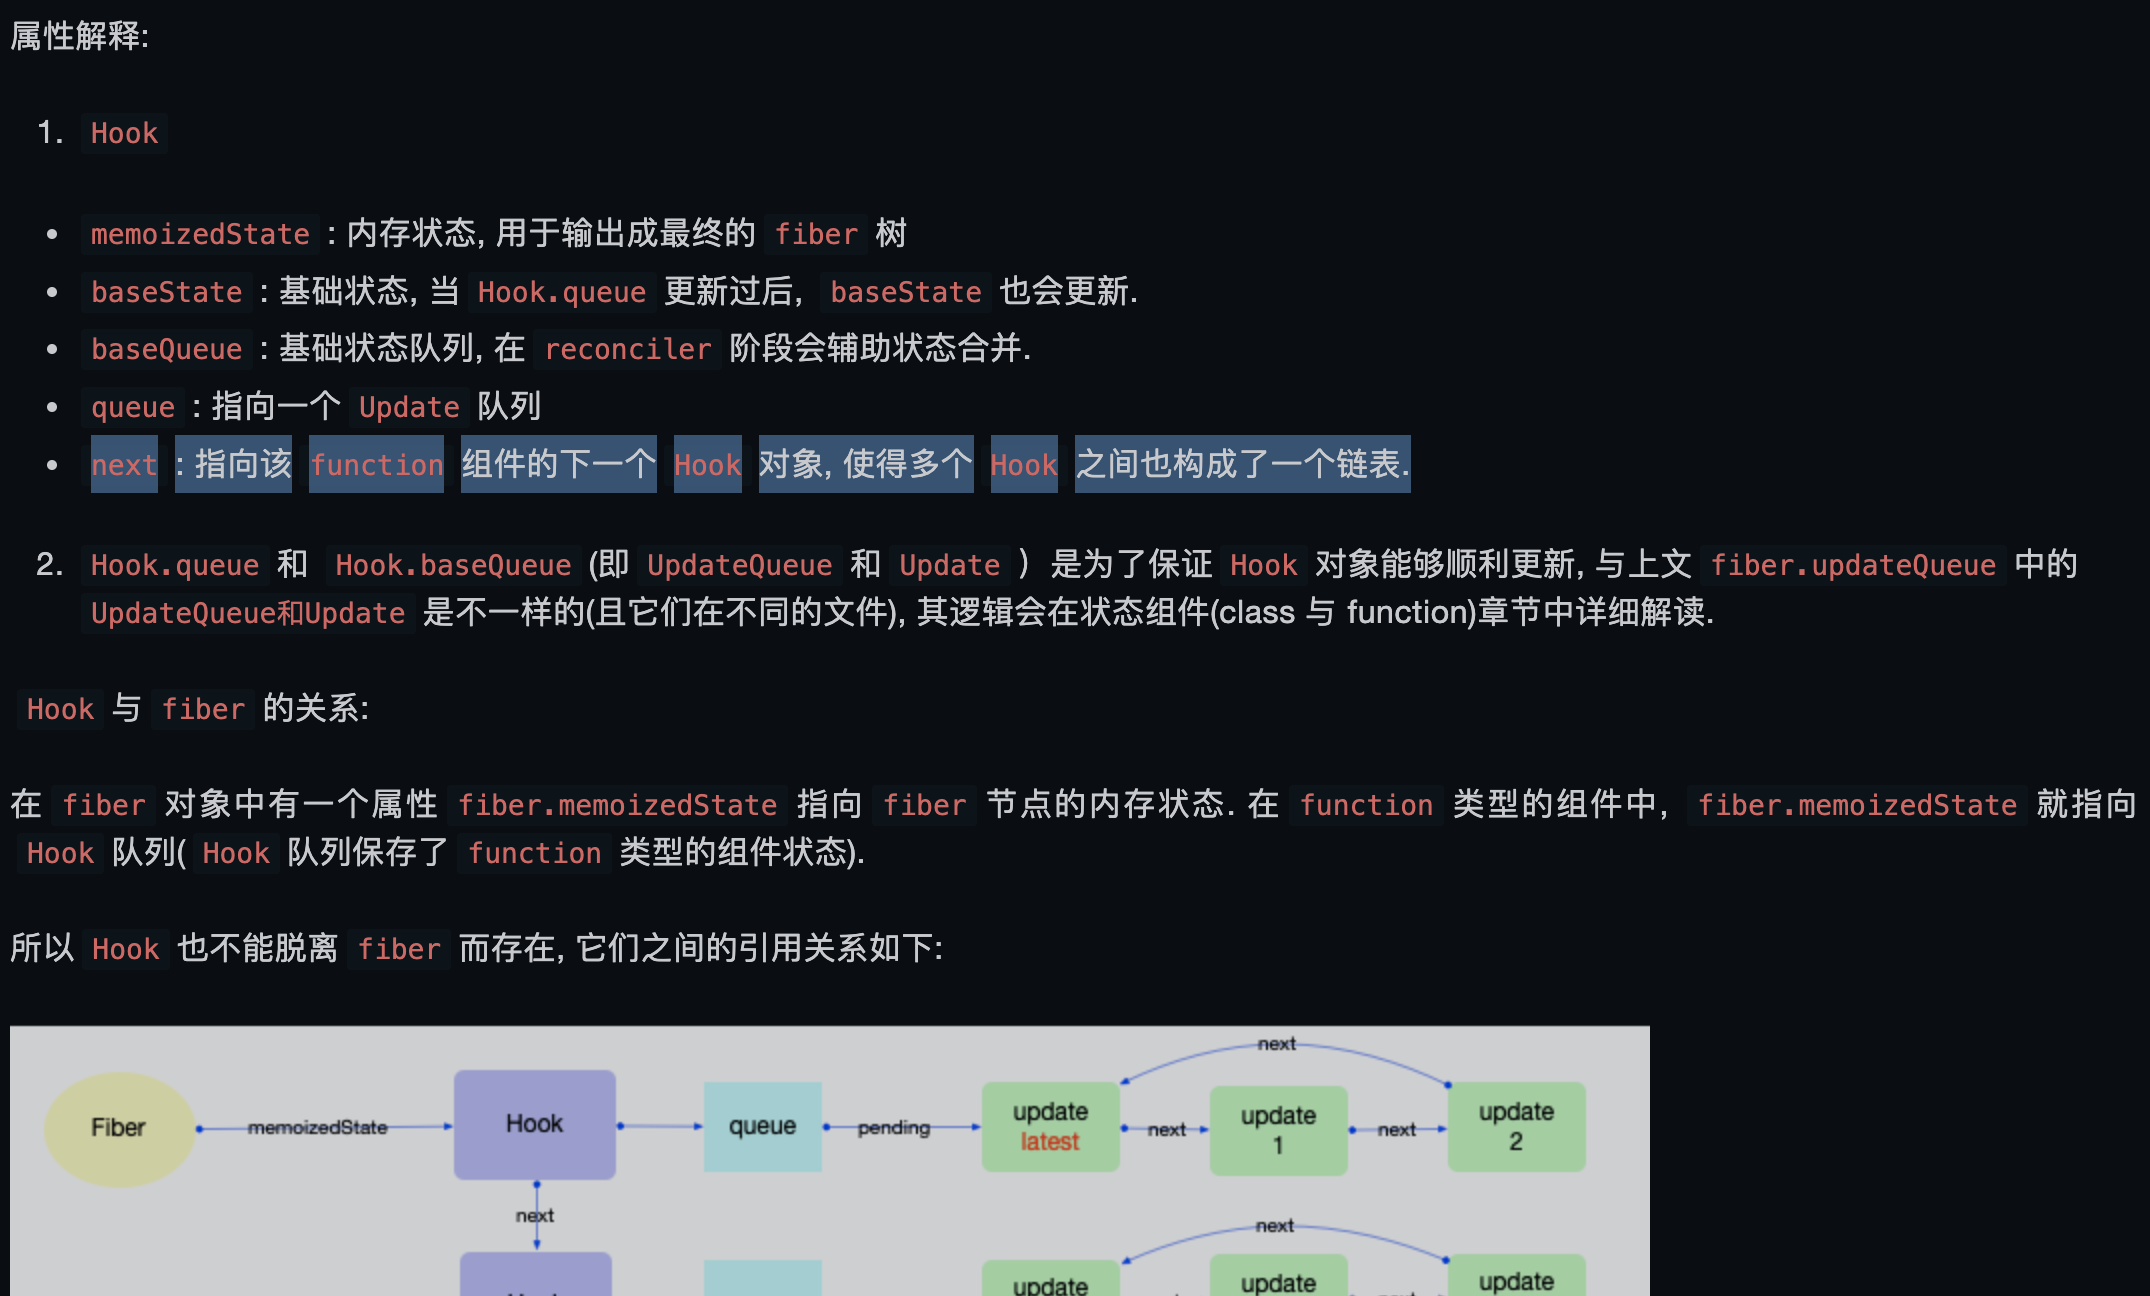 属性解释:
1. Hook
• memoizedState : 内存状态, 用于输出成最终的 fiber 树
• baseState : 基础状态, 当 Hook.queue 更新过后, baseState 也会更新.
• baseQueue : 基础状态队列, 在 reconciler 阶段会辅助状态合并.
• queue : 指向一个 Update 队列
• next : 指向该 function 组件的下一个 Hook 对象, 使得多个 Hook 之间也构成了一个链表.
2. Hook.queue 和 Hook.baseQueue (即 UpdateQueue 和 Update ）是为了保证 Hook 对象能够顺利更新, 与上文 fiber.updateQueue 中的
UpdateQueue和Update 是不一样的(且它们在不同的文件), 其逻辑会在状态组件(class 与 function)章节中详细解读.
Hook 与 fiber 的关系:
在 fiber 对象中有一个属性 fiber.memoizedState 指向 fiber 节点的内存状态. 在 function 类型的组件中, fiber.memoizedState 就指向
Hook 队列( Hook 队列保存了 function 类型的组件状态).
所以 Hook 也不能脱离 fiber 而存在, 它们之间的引用关系如下:
next
Fiber memoizedState Hook queue pending update latest next update 1 next update 2
next
next
update update update